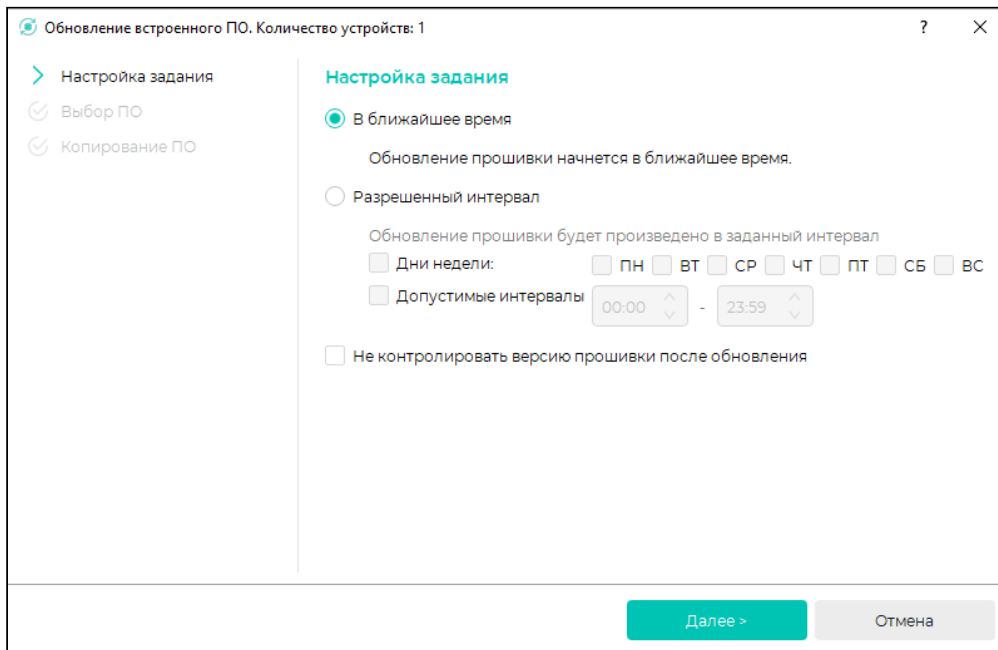 Обновление встроенного ПО. Количество устройств: 1 ?
Настройка задания
Выбор ПО
Копирование ПО
Настройка задания
В ближайшее время
Обновление прошивки начнется в ближайшее время.
Разрешенный интервал
Обновление прошивки будет произведено в заданный интервал
Дни недели: ПН ВТ СР ЧТ ПТ СБ ВС
Допустимые интервалы 00:00 - 23:59
Не контролировать версию прошивки после обновления
Далее > Отмена